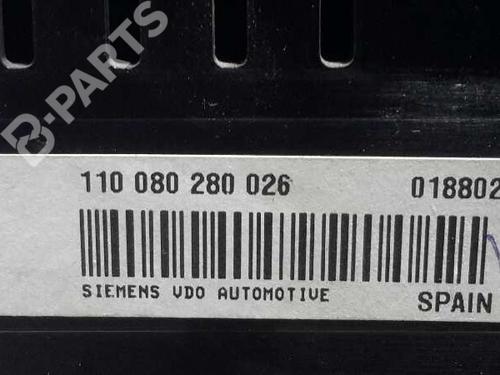 B-PARTS
110 080 280 026 018802
SIEMENS VDO AUTOMOTIVE SPAIN